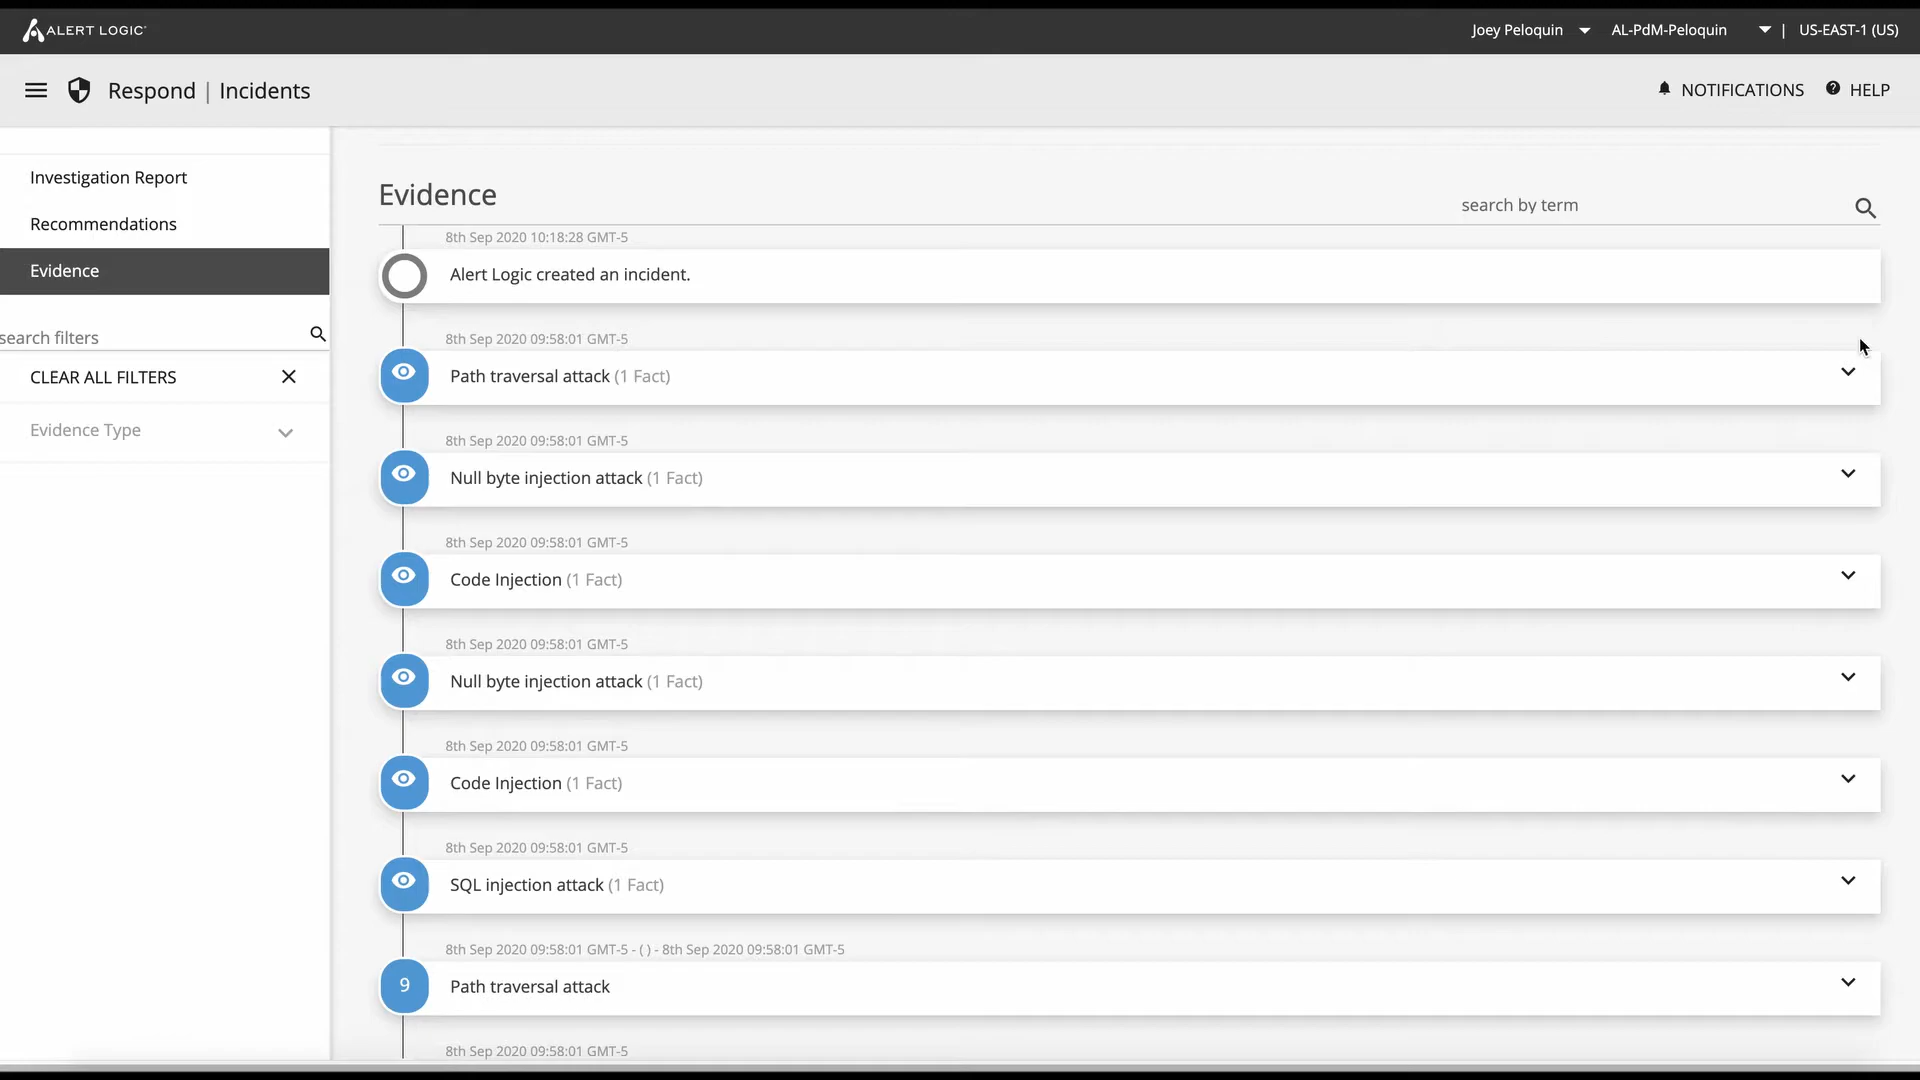 ALERT LOGIC
Joey Peloquin
AL-PdM-Peloquin
|
US-EAST-1 (US)
Respond | Incidents
NOTIFICATIONS
HELP
Investigation Report
Recommendations
Evidence
search filters
CLEAR ALL FILTERS
Evidence Type
Evidence
search by term
8th Sep 2020 10:18:28 GMT-5
Alert Logic created an incident.
8th Sep 2020 09:58:01 GMT-5
Path traversal attack (1 Fact)
8th Sep 2020 09:58:01 GMT-5
Null byte injection attack (1 Fact)
8th Sep 2020 09:58:01 GMT-5
Code Injection (1 Fact)
8th Sep 2020 09:58:01 GMT-5
Null byte injection attack (1 Fact)
8th Sep 2020 09:58:01 GMT-5
Code Injection (1 Fact)
8th Sep 2020 09:58:01 GMT-5
SQL injection attack (1 Fact)
8th Sep 2020 09:58:01 GMT-5 - ( ) - 8th Sep 2020 09:58:01 GMT-5
9 Path traversal attack
8th Sep 2020 09:58:01 GMT-5